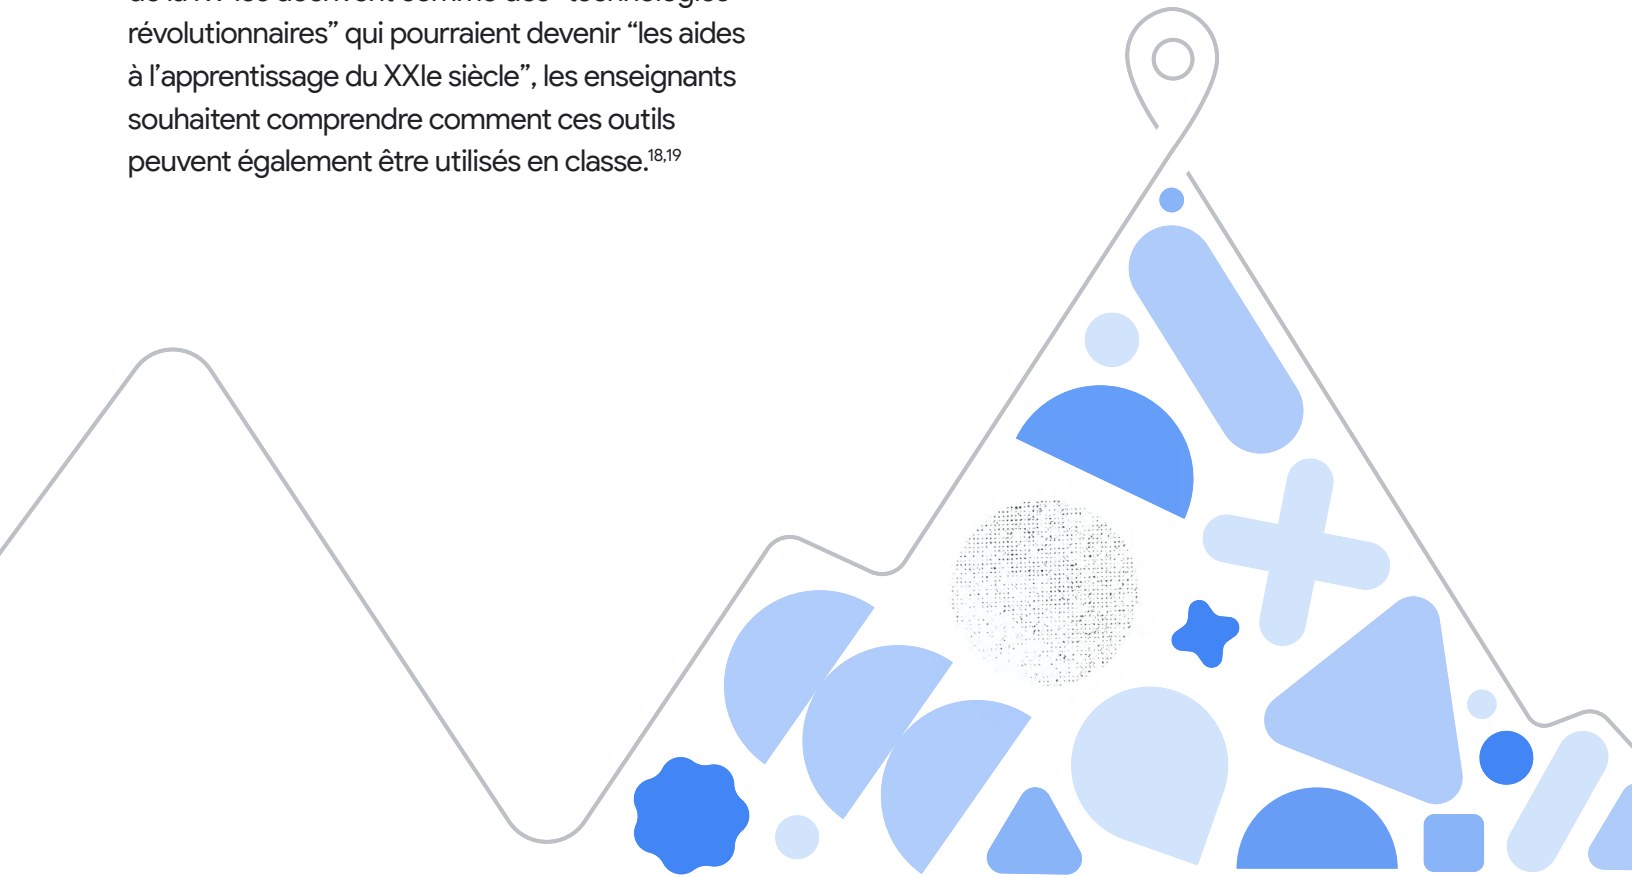 révolutionnaires” qui pourraient devenir “les aides
à l’apprentissage du XXIe siècle”, les enseignants
souhaitent comprendre comment ces outils
peuvent également être utilisés en classe.18,19